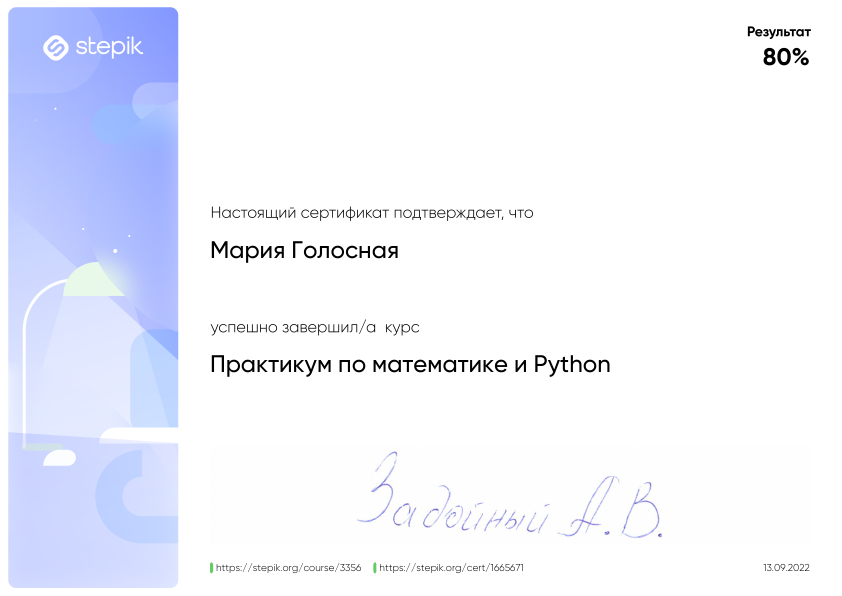 stepik
Результат
80%
Настоящий сертификат подтверждает, что
Мария Голосная
успешно завершил/а курс
Практикум по математике и Python
Задойный А.В.
https://stepik.org/course/3356 https://stepik.org/cert/1665671
13.09.2022